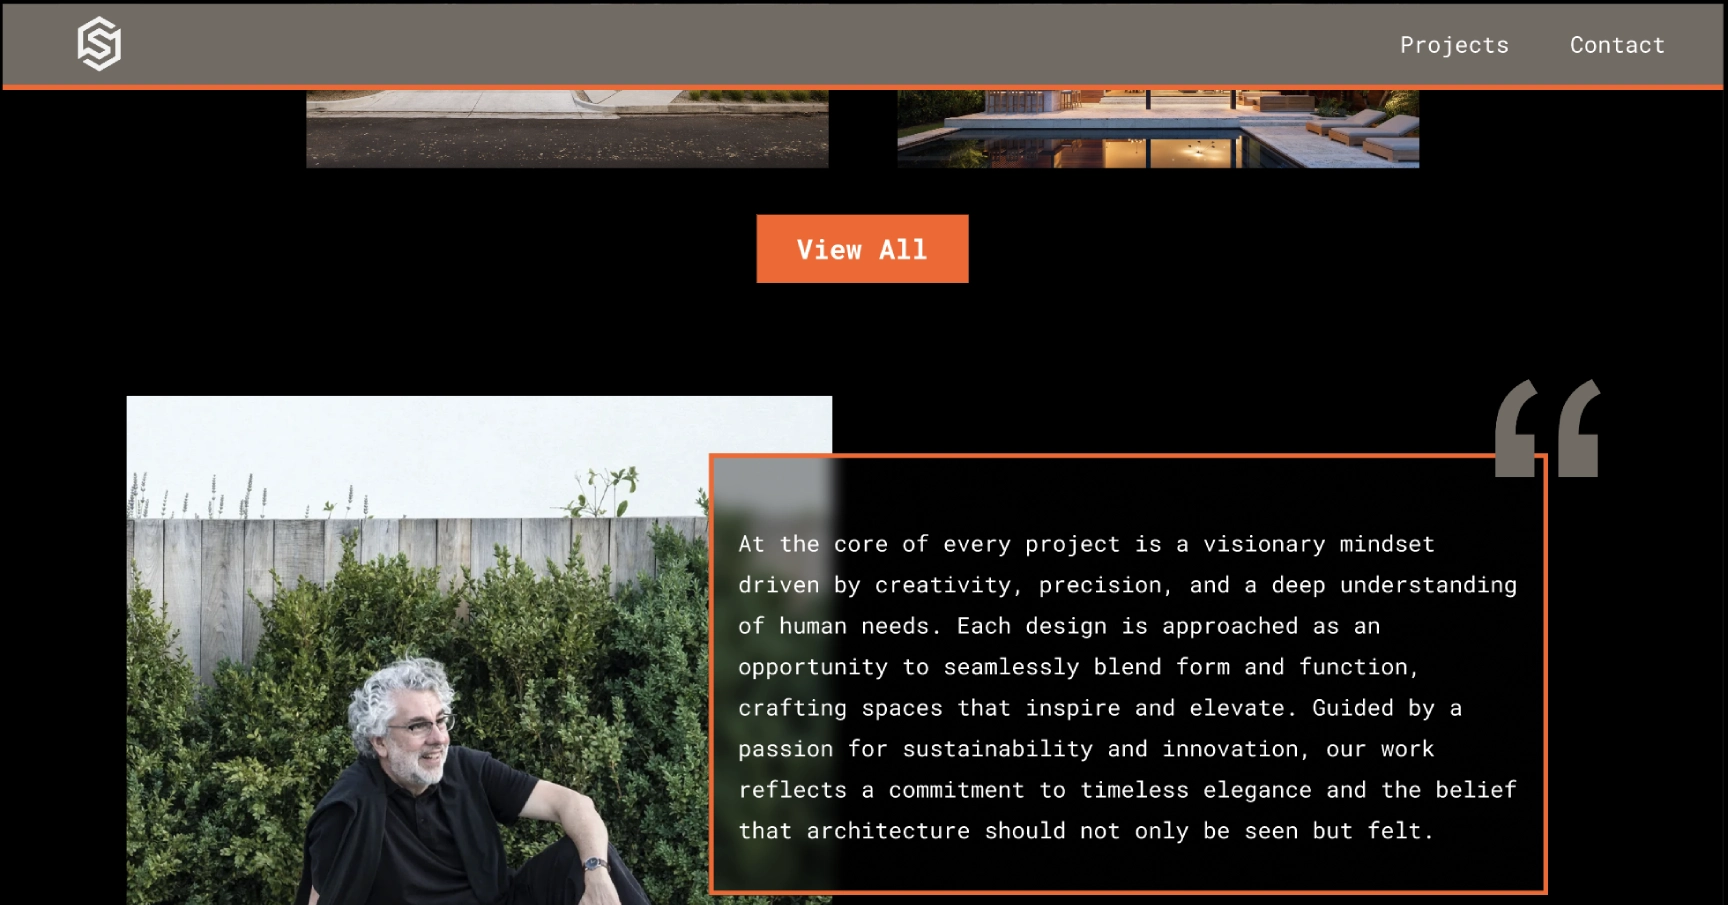 Projects Contact
View All
“
At the core of every project is a visionary mindset
driven by creativity, precision, and a deep understanding
of human needs. Each design is approached as an
opportunity to seamlessly blend form and function,
crafting spaces that inspire and elevate. Guided by a
passion for sustainability and innovation, our work
reflects a commitment to timeless elegance and the belief
that architecture should not only be seen but felt.